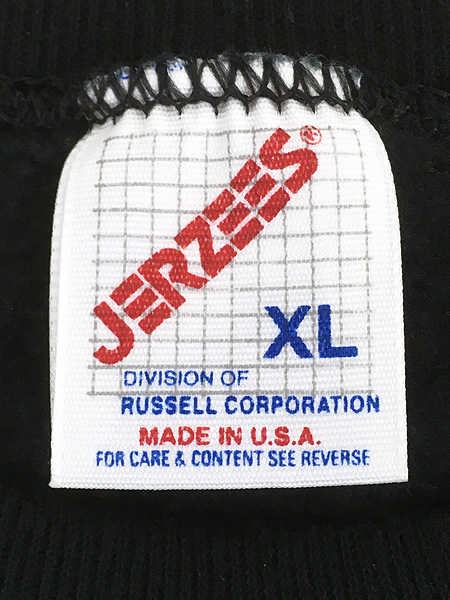 JERZEES®
XL
DIVISION OF
RUSSELL CORPORATION
MADE IN U.S.A.
FOR CARE & CONTENT SEE REVERSE